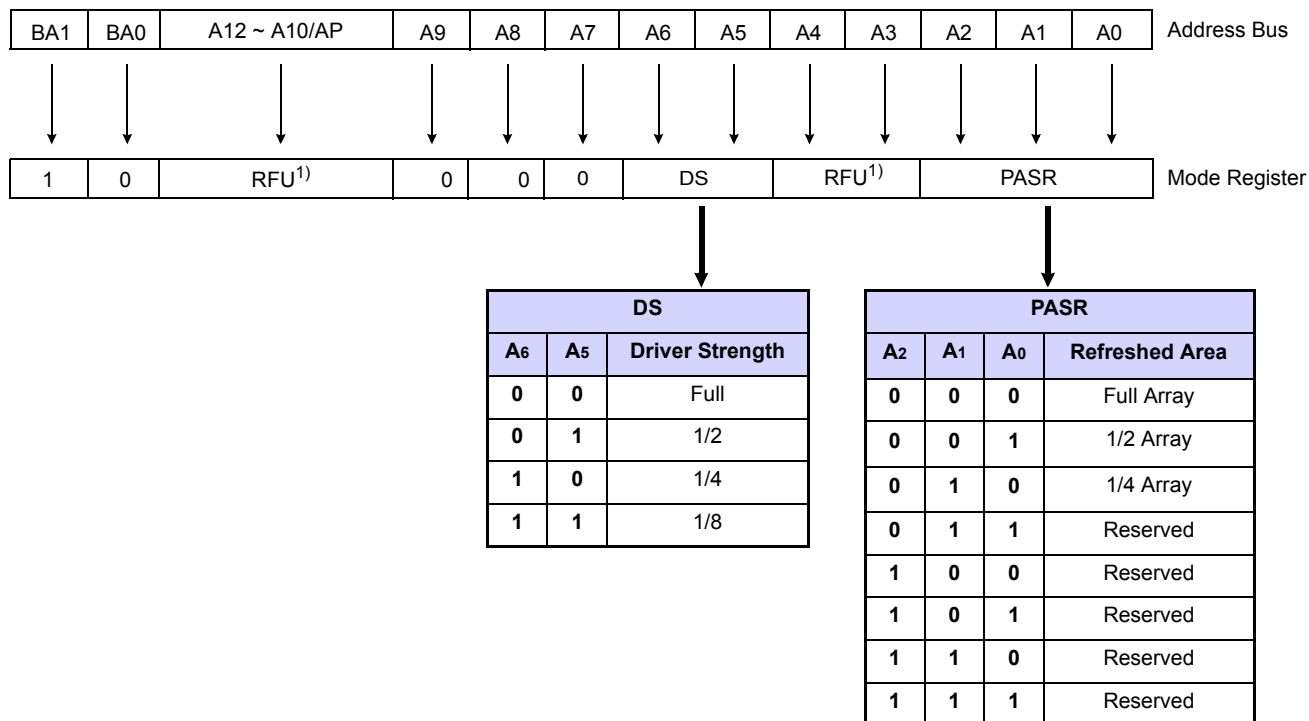 BA1 BA0 A12 ~ A10/AP A9 A8 A7 A6 A5 A4 A3 A2 A1 A0 Address Bus
1 0 RFU1) 0 0 0 DS RFU1) PASR Mode Register
DS
A6 A5 Driver Strength
0 0 Full
0 1 1/2
1 0 1/4
1 1 1/8
PASR
A2 A1 A0 Refreshed Area
0 0 0 Full Array
0 0 1 1/2 Array
0 1 0 1/4 Array
0 1 1 Reserved
1 0 0 Reserved
1 0 1 Reserved
1 1 0 Reserved
1 1 1 Reserved